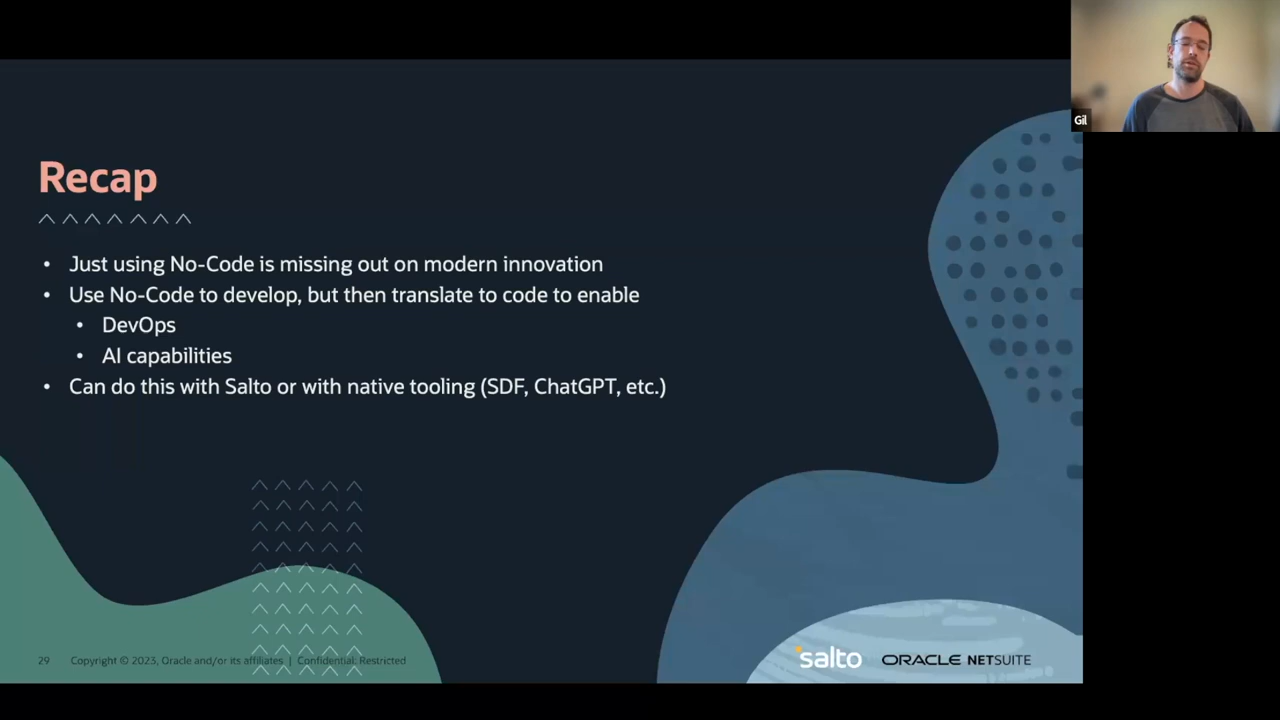 Gil
Recap
• Just using No-Code is missing out on modern innovation
• Use No-Code to develop, but then translate to code to enable
• DevOps
• AI capabilities
• Can do this with Salto or with native tooling (SDF, ChatGPT, etc.)
29 Copyright © 2023, Oracle and/or its affiliates | Confidential: Restricted
salto ORACLE NETSUITE